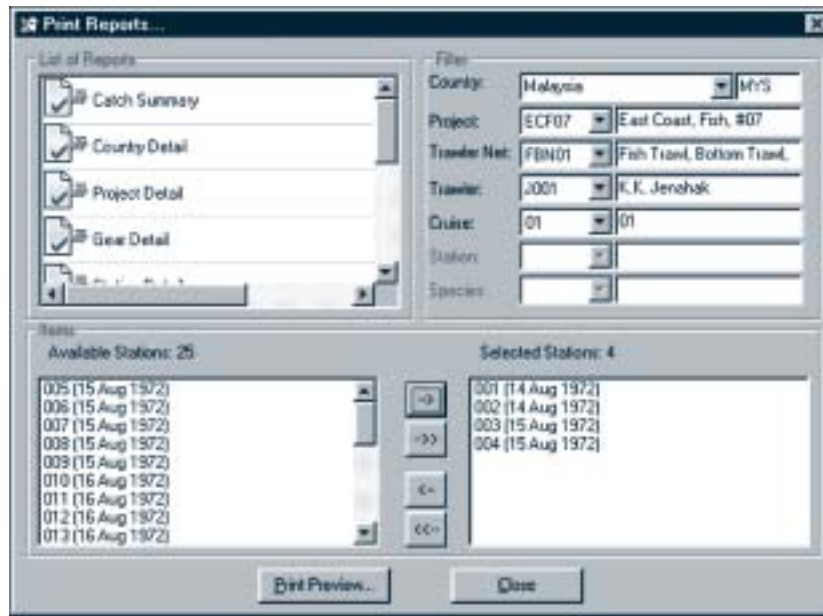 Print Reports...
List of Reports
Catch Summary
Country Detail
Project Detail
Gear Detail
Filter
Country: Malaysia MYS
Project: ECF07 East Coast, Fish, #07
Trawler Net: FBN01 Fish Trawl, Bottom Trawl,
Trawler: J001 K.K. Jenahak
Cruise: 01 01
Station:
Species:
Items
Available Stations: 25
005 (15 Aug 1972)
006 (15 Aug 1972)
007 (15 Aug 1972)
008 (15 Aug 1972)
009 (15 Aug 1972)
010 (16 Aug 1972)
011 (16 Aug 1972)
012 (16 Aug 1972)
013 (16 Aug 1972)
->
->>
<-
<<-
Selected Stations: 4
001 (14 Aug 1972)
002 (14 Aug 1972)
003 (15 Aug 1972)
004 (15 Aug 1972)
Print Preview...
Close